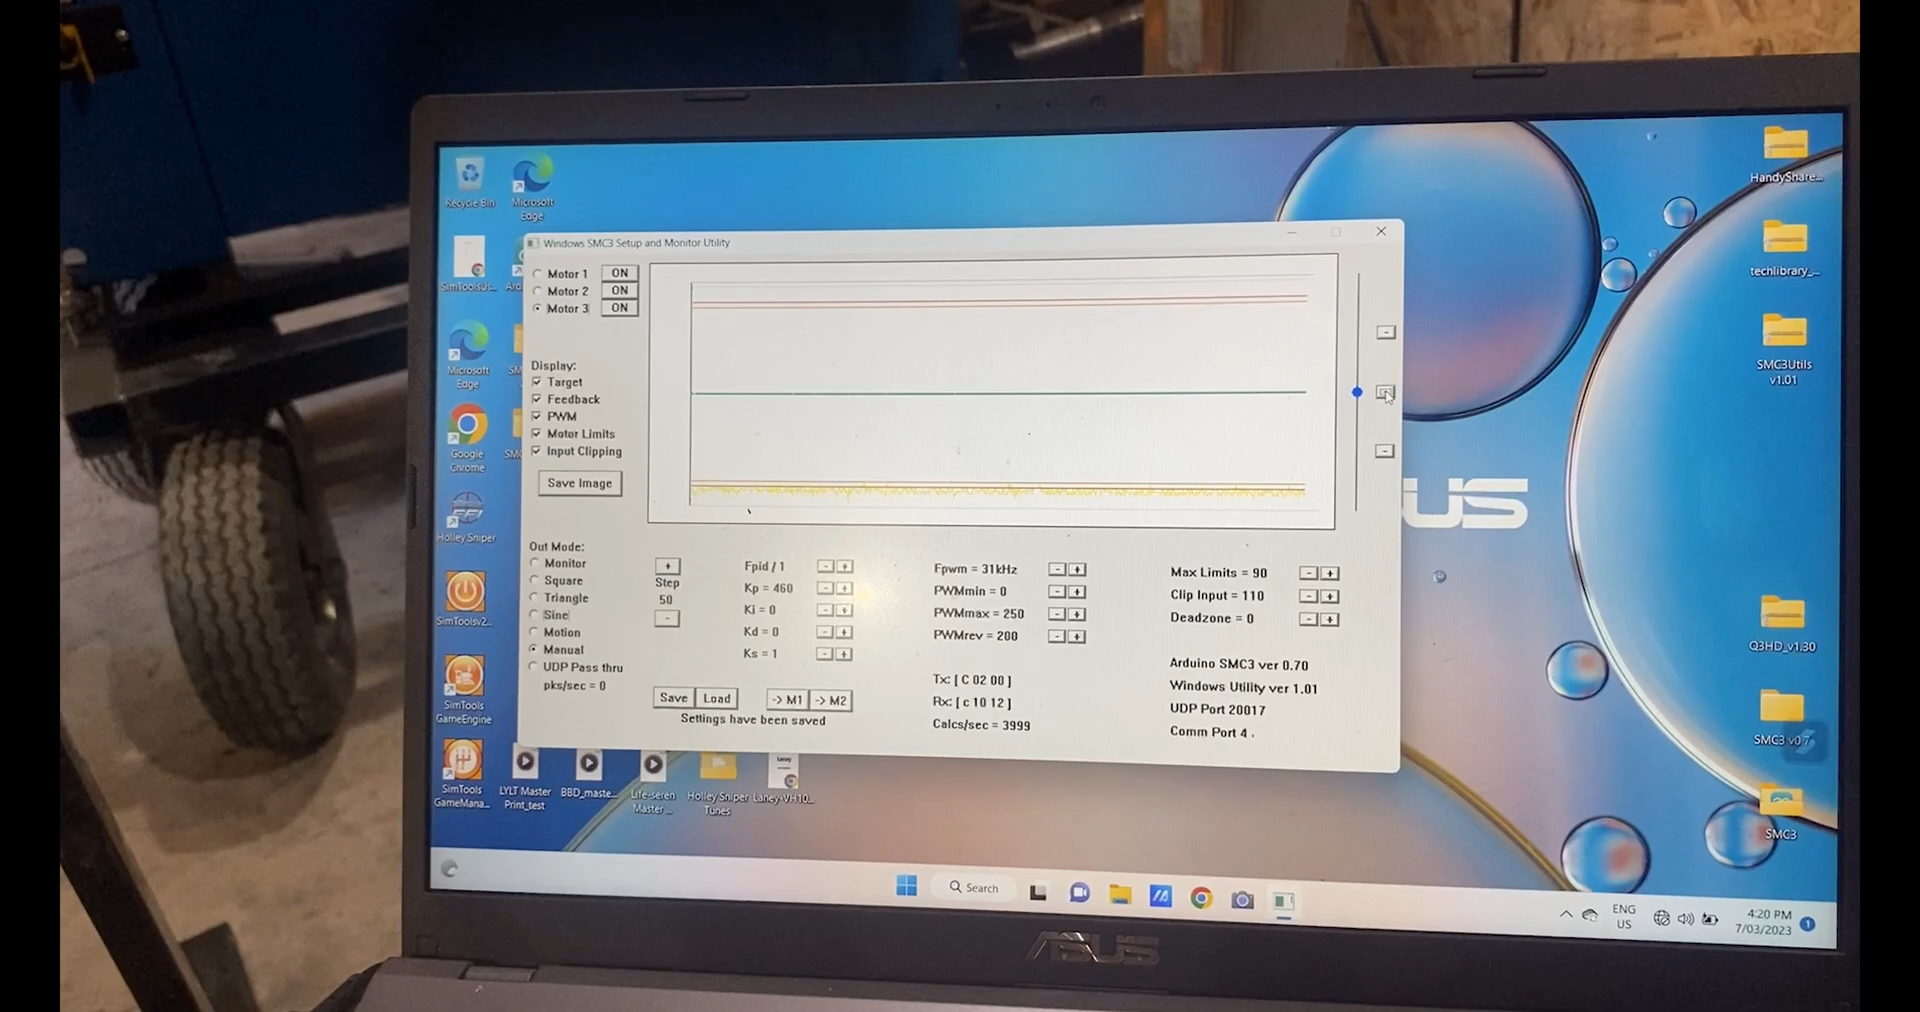 Recycle Bin
Microsoft
Edge
HandyShare...
techlibrary_...
SMC3Utils
v1.01
Q3HD_v1.30
SMC3 v0.7
SMC3
SimToolsUs...
Microsoft
Edge
Google
Chrome
Holley Sniper
SimToolsv2...
SimTools
GameEngine
SimTools
GameMana...
LYLT Master
Print_test
BBD_maste...
Life-seren
Master ...
Holley Sniper
Tunes
Laney
Laney-VH10...
Windows SMC3 Setup and Monitor Utility
Motor 1 ON
Motor 2 ON
Motor 3 ON
Display:
Target
Feedback
PWM
Motor Limits
Input Clipping
Save Image
Out Mode:
Monitor
Square
Triangle
Sine
Motion
Manual
UDP Pass thru
pks/sec = 0
+
Step
50
-
Fpid / 1 - +
Kp = 460 - +
Ki = 0 - +
Kd = 0 - +
Ks = 1 - +
Save Load -> M1 -> M2
Settings have been saved
Fpwm = 31kHz - +
PWMmin = 0 - +
PWMmax = 250 - +
PWMrev = 200 - +
Tx: [ C 02 00 ]
Rx: [ c 10 12 ]
Calcs/sec = 3999
Max Limits = 90 - +
Clip Input = 110 - +
Deadzone = 0 - +
Arduino SMC3 ver 0.70
Windows Utility ver 1.01
UDP Port 20017
Comm Port 4 .
US
Search
ENG
US
4:20 PM
7/03/2023
1
ASUS